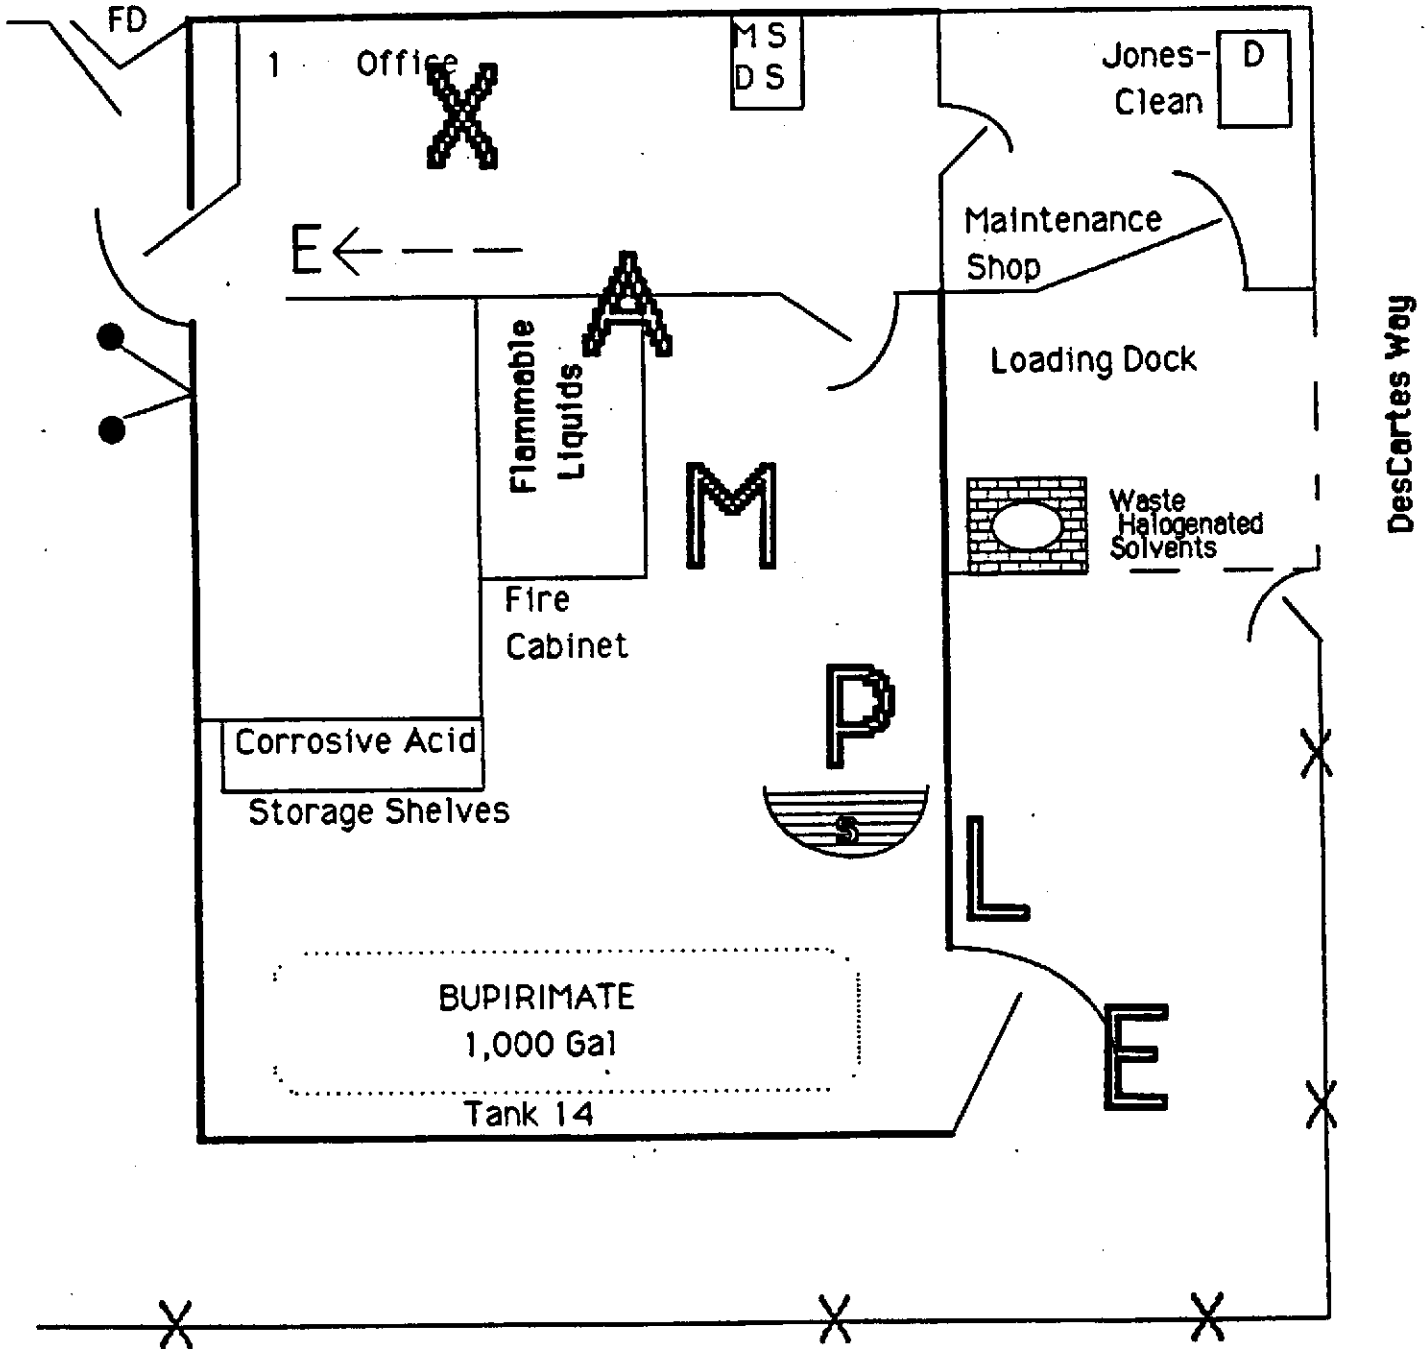 FD
1 Office
M S
D S
Jones-
Clean
D
X
E
Maintenance
Shop
A
Flammable
Liquids
Loading Dock
DesCartes Way
M
Waste
Halogenated
Solvents
Fire
Cabinet
P
Corrosive Acid
Storage Shelves
S
L
BUPIRIMATE
1,000 Gal
Tank 14
E